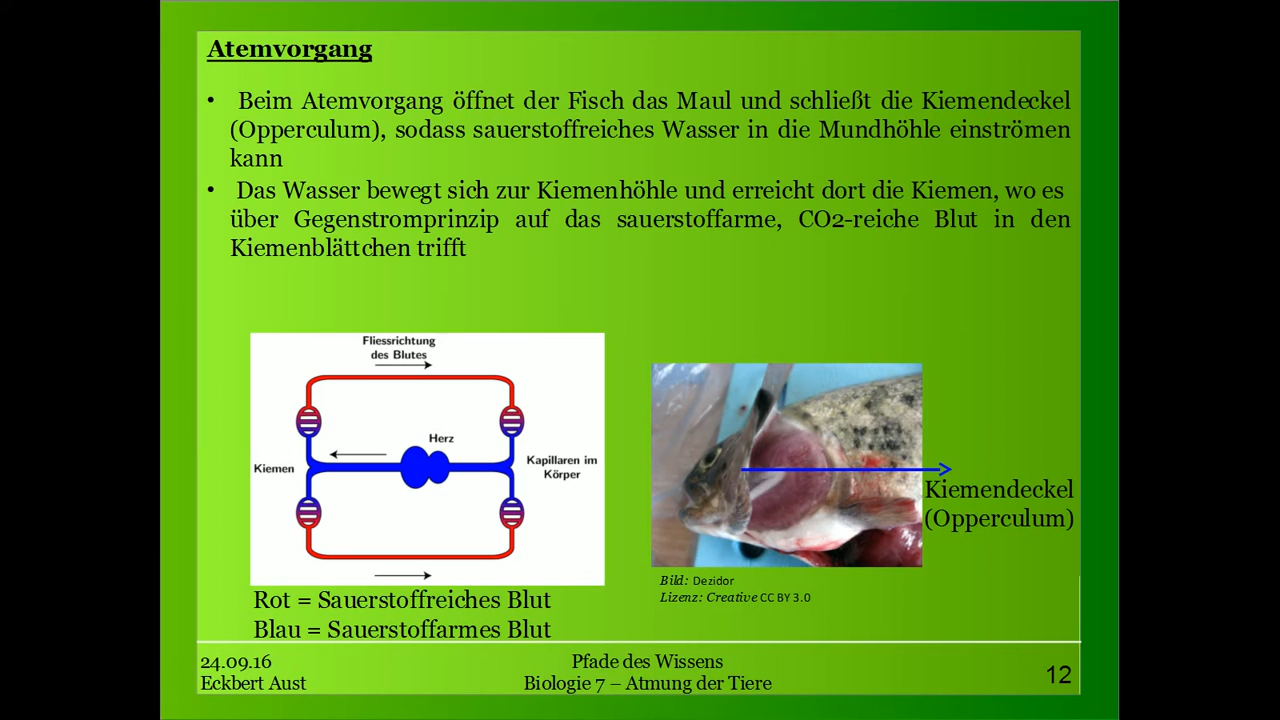 Atemvorgang
• Beim Atemvorgang öffnet der Fisch das Maul und schließt die Kiemendeckel
(Opperculum), sodass sauerstoffreiches Wasser in die Mundhöhle einströmen
kann
• Das Wasser bewegt sich zur Kiemenhöhle und erreicht dort die Kiemen, wo es
über Gegenstromprinzip auf das sauerstoffarme, CO2-reiche Blut in den
Kiemenblättchen trifft
Fliessrichtung
des Blutes
Herz
Kiemen
Kapillaren im
Körper
Rot = Sauerstoffreiches Blut
Blau = Sauerstoffarmes Blut
Kiemendeckel
(Opperculum)
Bild: Dezidor
Lizenz: Creative CC BY 3.0
24.09.16
Eckbert Aust
Pfade des Wissens
Biologie 7 – Atmung der Tiere
12